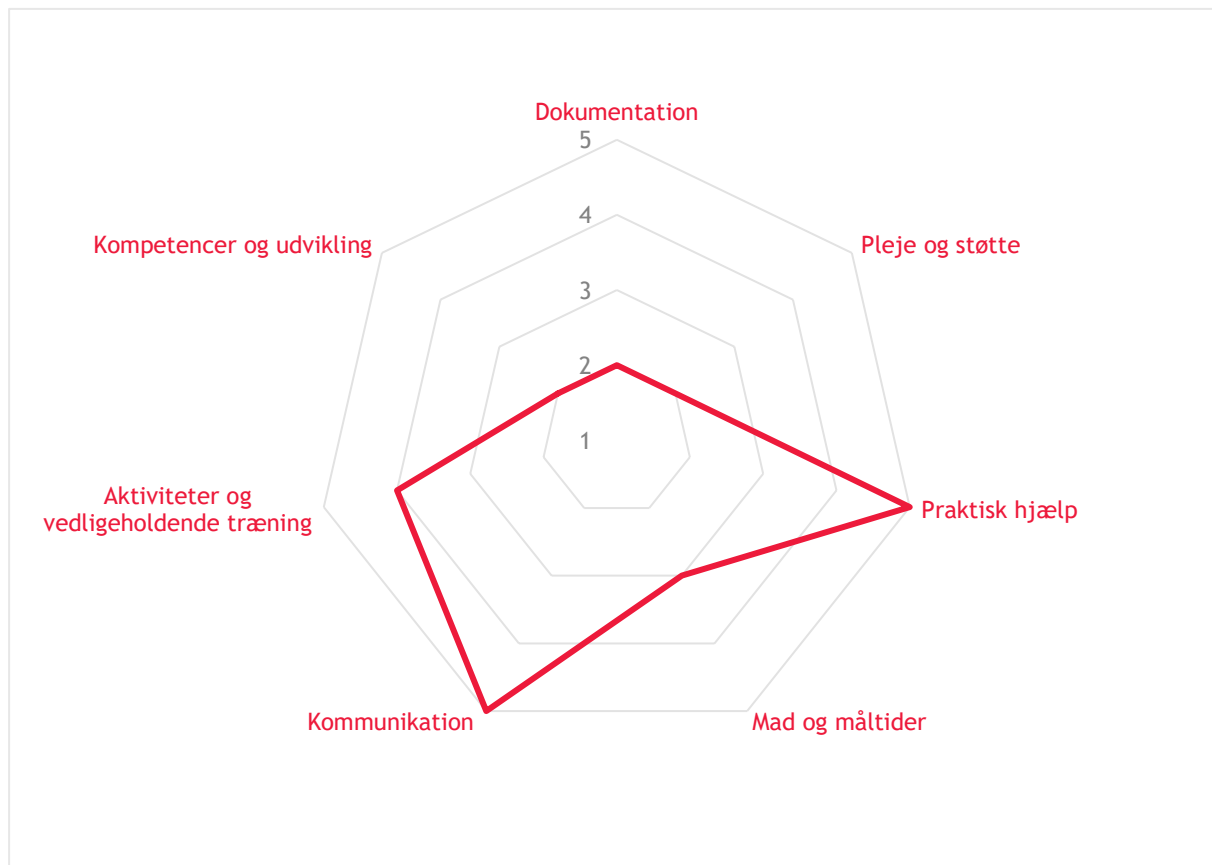 Dokumentation
5
Kompetencer og udvikling
Pleje og støtte
4
3
2
1
Aktiviteter og
vedligeholdende træning
Praktisk hjælp
Kommunikation
Mad og måltider